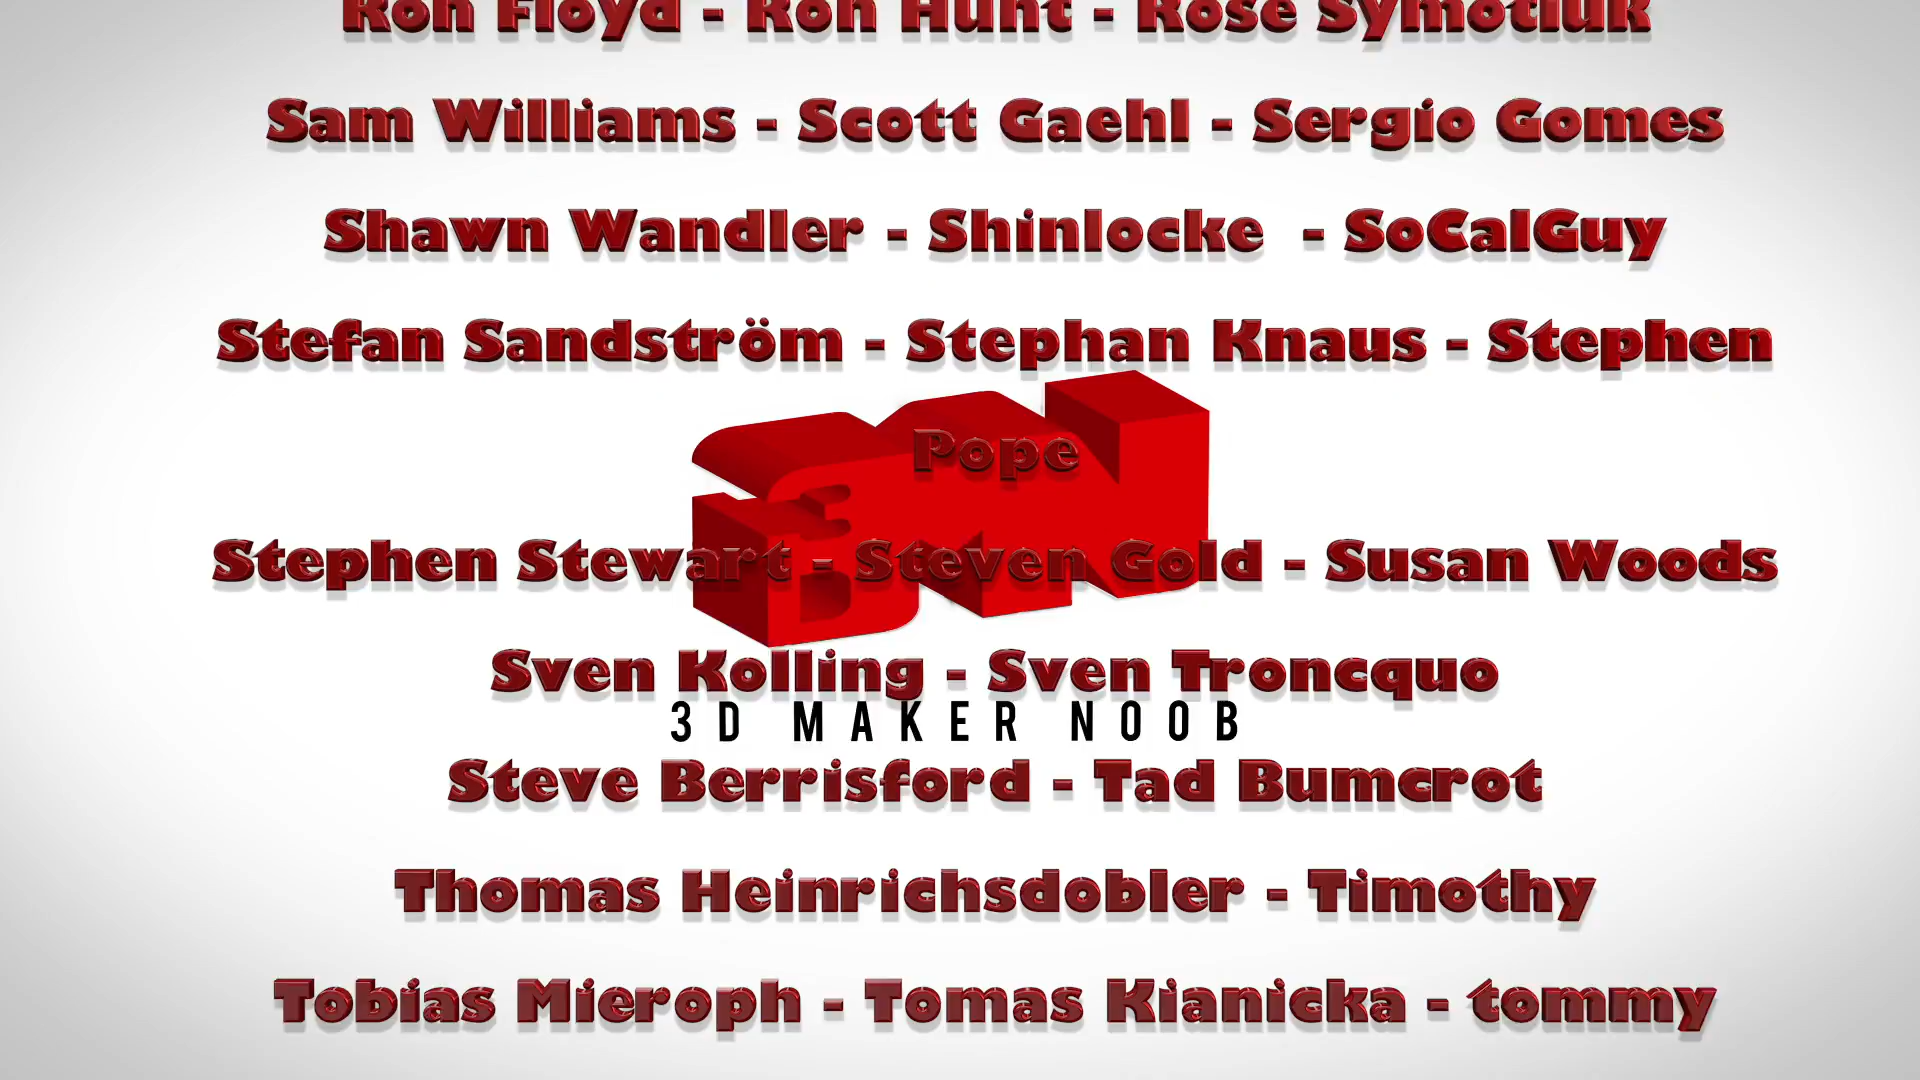 Ron Floyd - Ron Hunt - Rose Symotiuk
Sam Williams - Scott Gaehl - Sergio Gomes
Shawn Wandler - Shinlocke - SoCalGuy
Stefan Sandström - Stephan Knaus - Stephen
Pope
Stephen Stewart - Steven Gold - Susan Woods
Sven Kolling - Sven Troncquo
3D MAKER NOOB
Steve Berrisford - Tad Bumcrot
Thomas Heinrichsdobler - Timothy
Tobias Mieroph - Tomas Kianicka - tommy